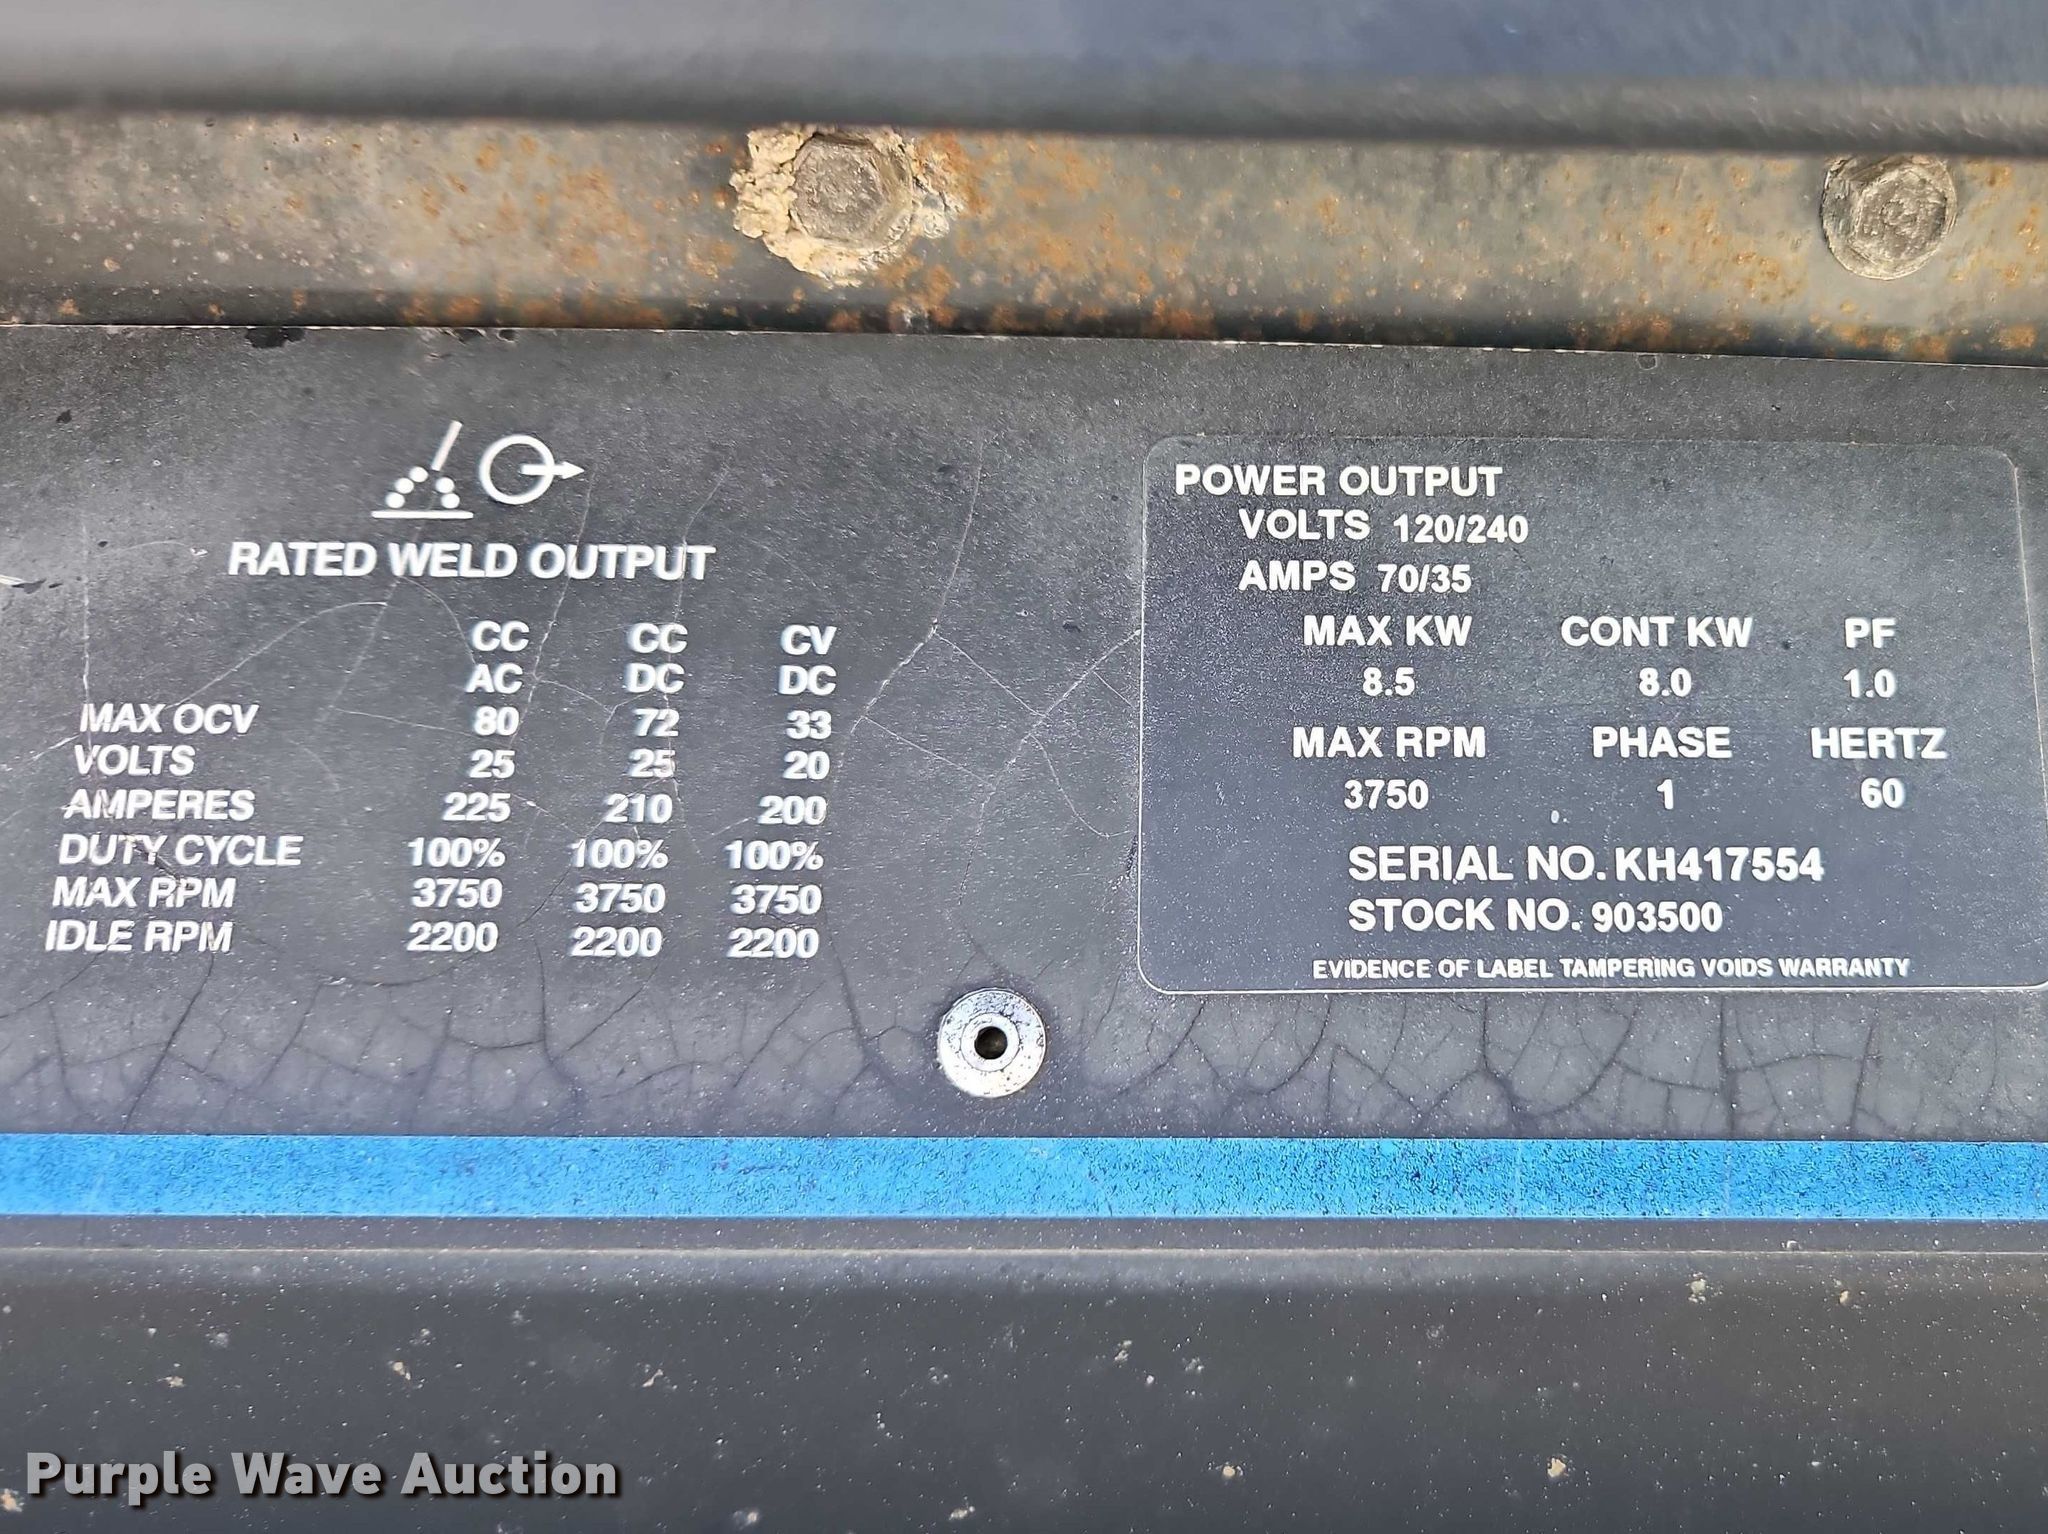 RATED WELD OUTPUT
CC CC CV
AC DC DC
MAX OCV 80 72 33
VOLTS 25 25 20
AMPERES 225 210 200
DUTY CYCLE 100% 100% 100%
MAX RPM 3750 3750 3750
IDLE RPM 2200 2200 2200
POWER OUTPUT
VOLTS 120/240
AMPS 70/35
MAX KW CONT KW PF
8.5 8.0 1.0
MAX RPM PHASE HERTZ
3750 1 60
SERIAL NO. KH417554
STOCK NO. 903500
EVIDENCE OF LABEL TAMPERING VOIDS WARRANTY
Purple Wave Auction